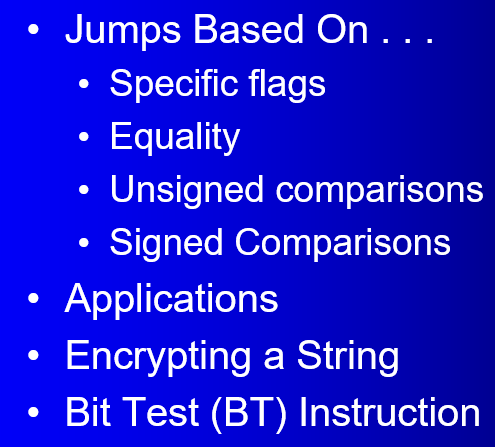 • Jumps Based On . . .
• Specific flags
• Equality
• Unsigned comparisons
• Signed Comparisons
• Applications
• Encrypting a String
• Bit Test (BT) Instruction